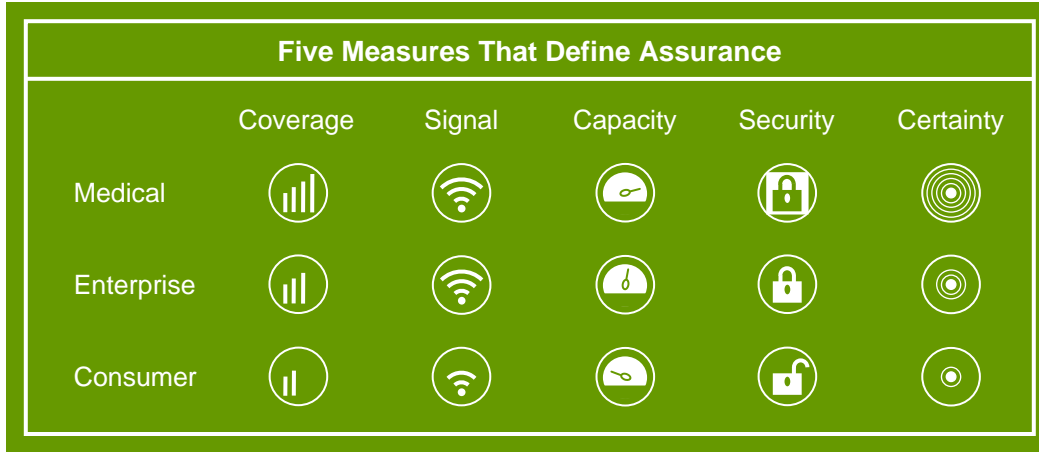 Five Measures That Define Assurance
Coverage Signal Capacity Security Certainty
Medical
Enterprise
Consumer